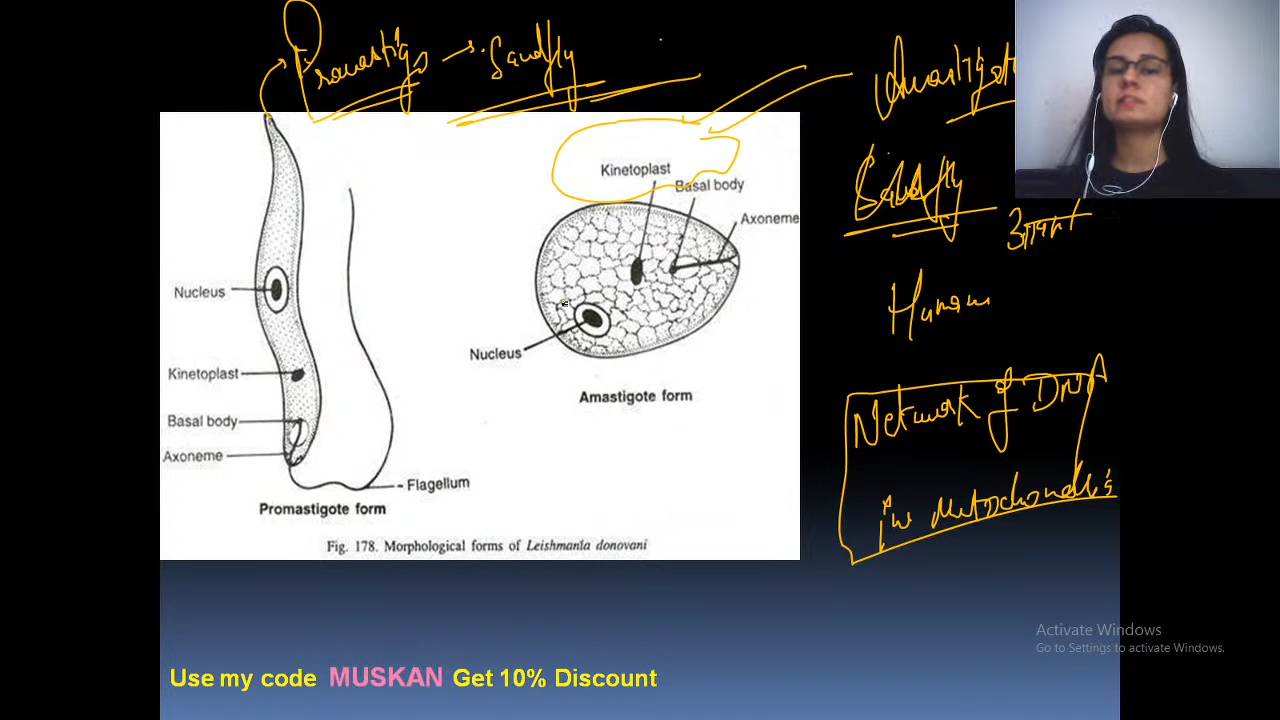 Promastigo → Sandfly
Amastigot
Kinetoplast
Basal body
Axoneme
Sandfly
Human
Nucleus
Nucleus
Kinetoplast
Amastigote form
Network of DNA
Basal body
Axoneme
Flagellum
in Mitochondria's
Promastigote form
Fig. 178. Morphological forms of Leishmania donovani
Activate Windows
Go to Settings to activate Windows.
Use my code MUSKAN Get 10% Discount